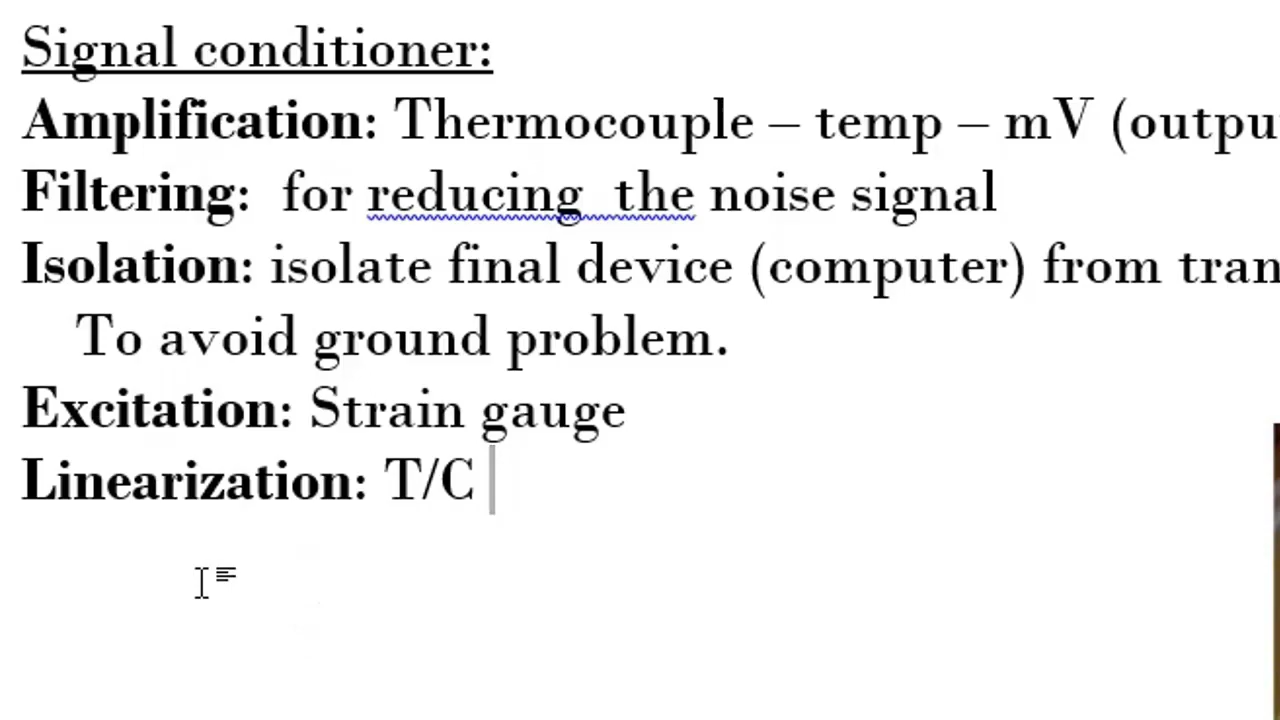 Signal conditioner:
Amplification: Thermocouple – temp – mV (outpu
Filtering:  for reducing  the noise signal
Isolation: isolate final device (computer) from tran
To avoid ground problem.
Excitation: Strain gauge
Linearization: T/C